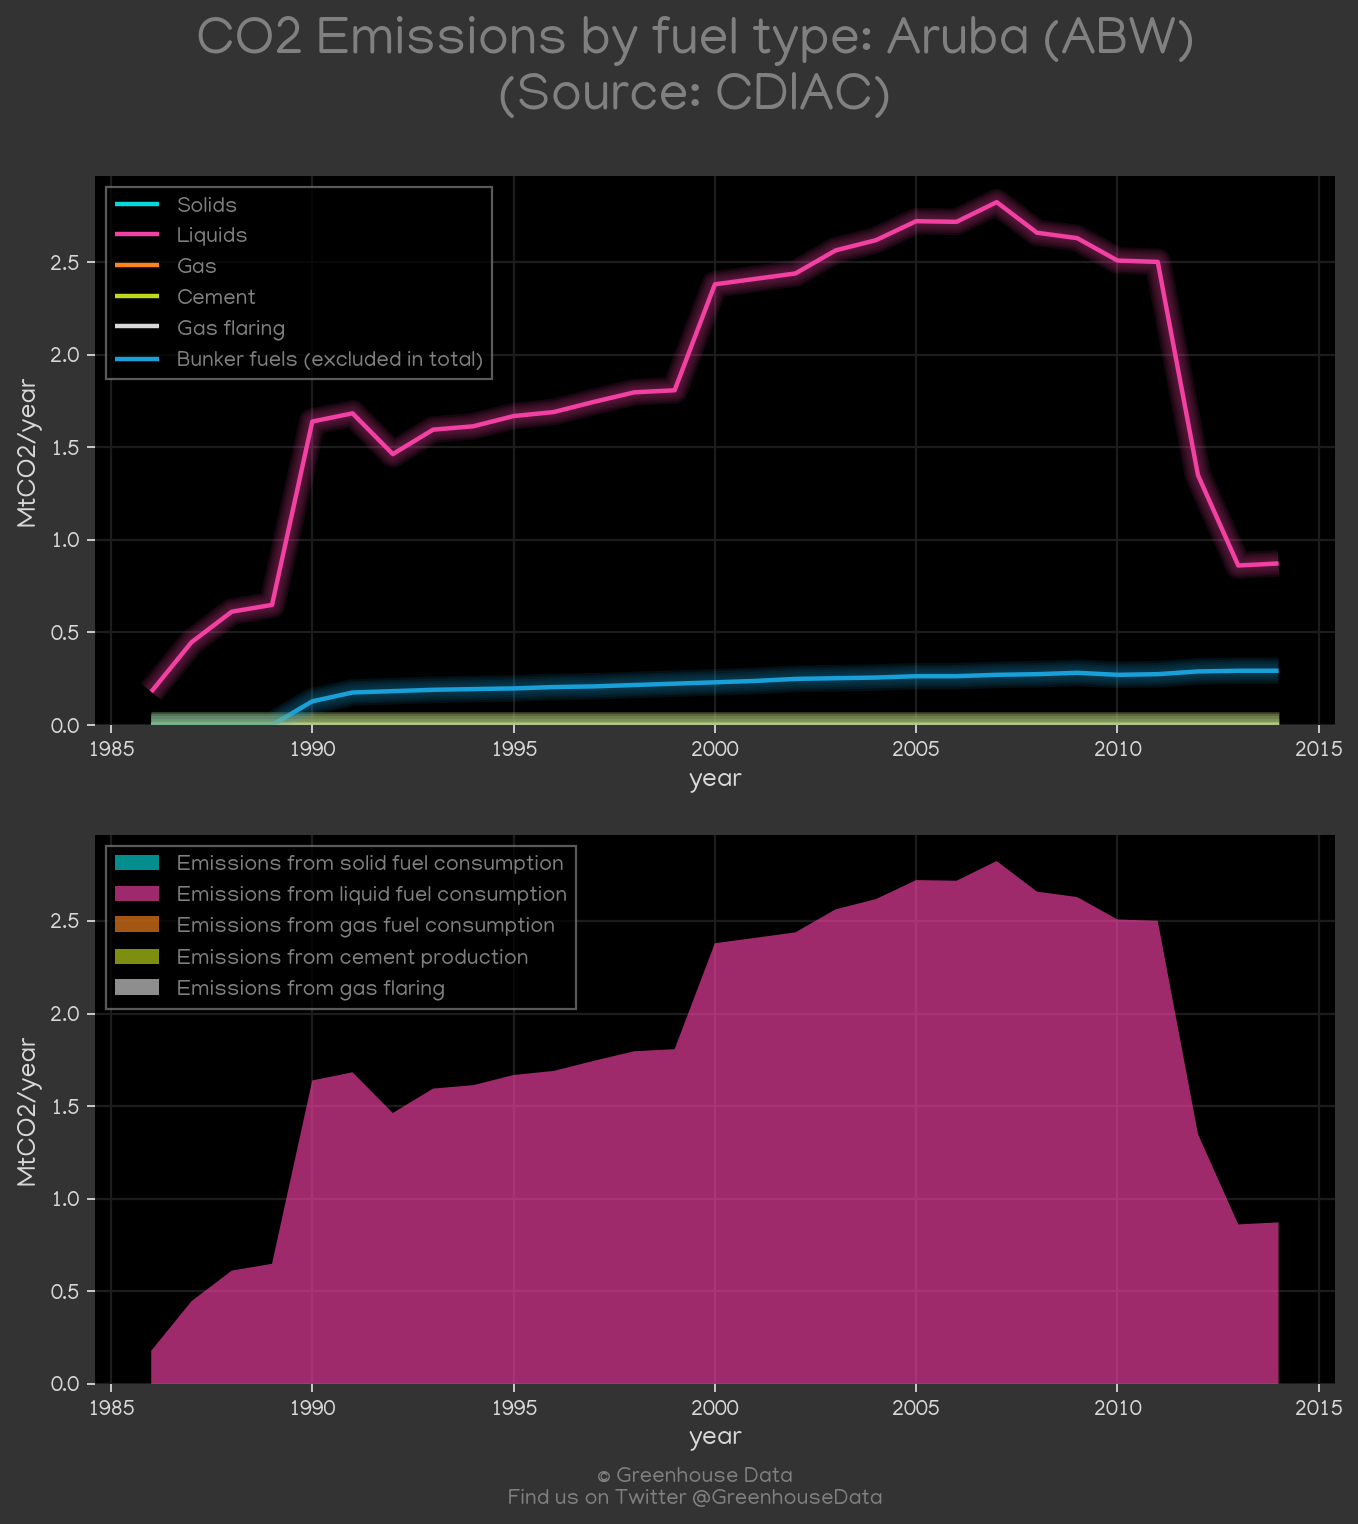 CO2 Emissions by fuel type: Aruba (ABW)
(Source: CDIAC)
Solids
Liquids
Gas
Cement
Gas flaring
Bunker fuels (excluded in total)
MtCO2/year
2.5
2.0
1.5
1.0
0.5
0.0
1985 1990 1995 2000 2005 2010 2015
year
Emissions from solid fuel consumption
Emissions from liquid fuel consumption
Emissions from gas fuel consumption
Emissions from cement production
Emissions from gas flaring
MtCO2/year
2.5
2.0
1.5
1.0
0.5
0.0
1985 1990 1995 2000 2005 2010 2015
year
© Greenhouse Data
Find us on Twitter @GreenhouseData